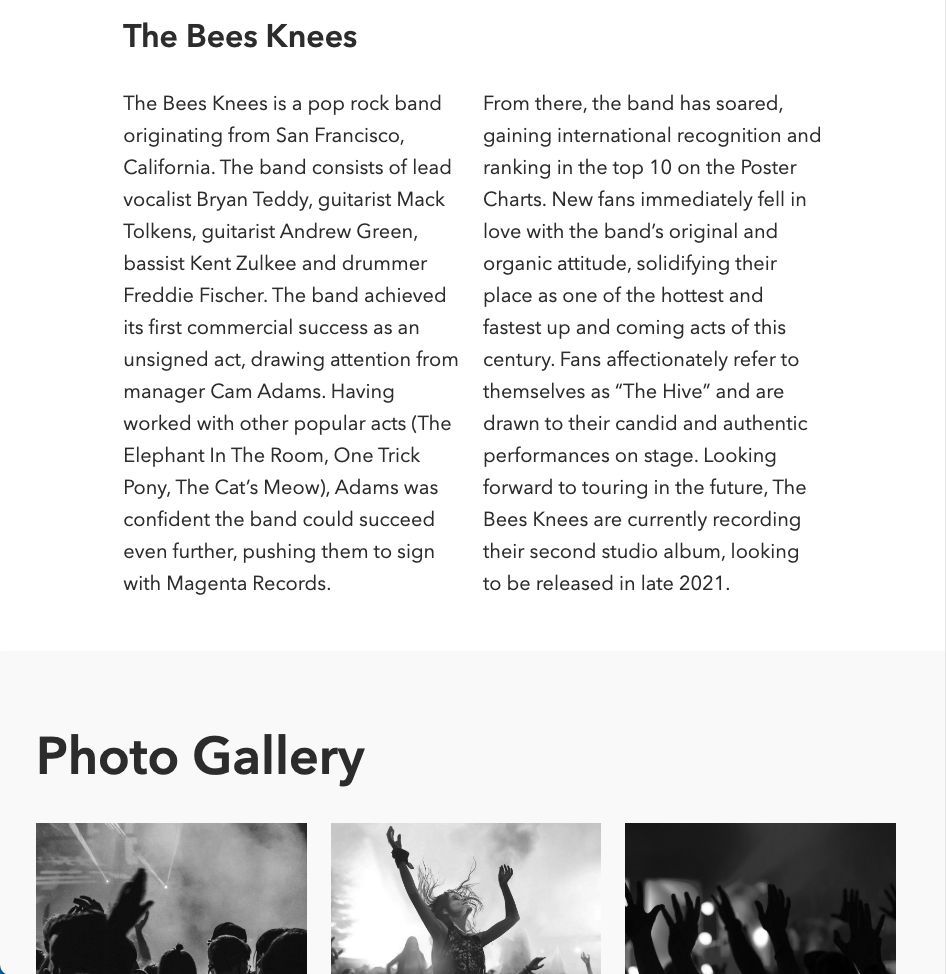 The Bees Knees
The Bees Knees is a pop rock band
originating from San Francisco,
California. The band consists of lead
vocalist Bryan Teddy, guitarist Mack
Tolkens, guitarist Andrew Green,
bassist Kent Zulkee and drummer
Freddie Fischer. The band achieved
its first commercial success as an
unsigned act, drawing attention from
manager Cam Adams. Having
worked with other popular acts (The
Elephant In The Room, One Trick
Pony, The Cat’s Meow), Adams was
confident the band could succeed
even further, pushing them to sign
with Magenta Records.
From there, the band has soared,
gaining international recognition and
ranking in the top 10 on the Poster
Charts. New fans immediately fell in
love with the band’s original and
organic attitude, solidifying their
place as one of the hottest and
fastest up and coming acts of this
century. Fans affectionately refer to
themselves as “The Hive” and are
drawn to their candid and authentic
performances on stage. Looking
forward to touring in the future, The
Bees Knees are currently recording
their second studio album, looking
to be released in late 2021.
Photo Gallery